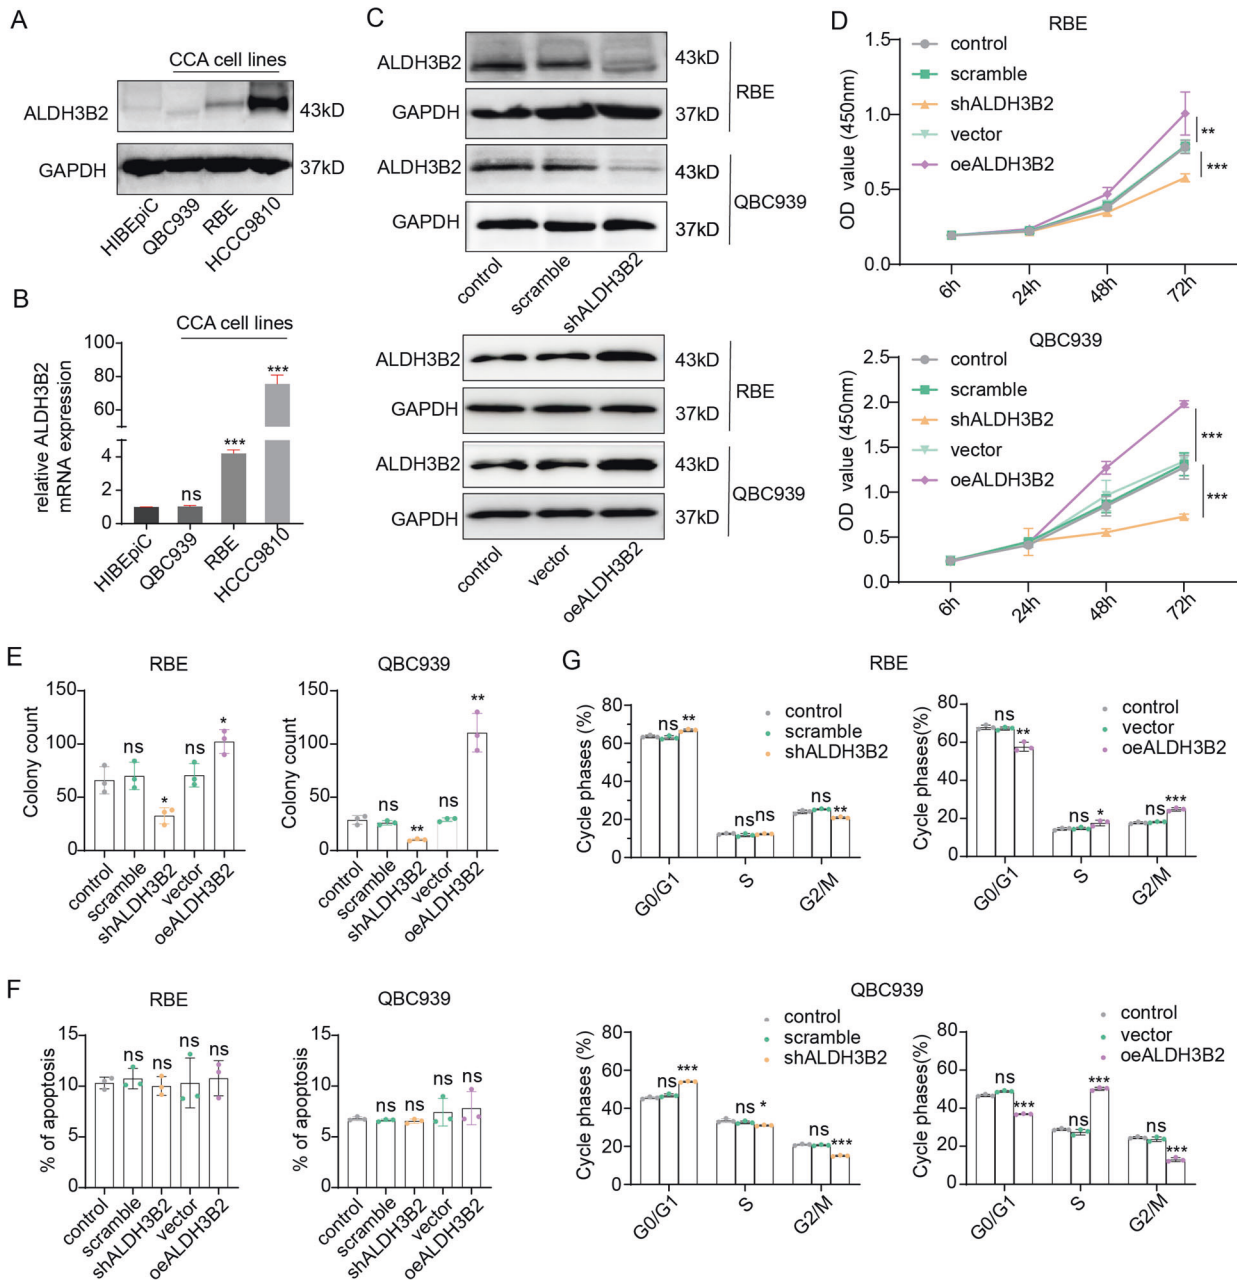 A
CCA cell lines
ALDH3B2
43kD
GAPDH
37kD
HIBEpiC
QBC939
RBE
HCCC9810
B
CCA cell lines
relative ALDH3B2
mRNA expression
100
80
60
4
2
0
ns
***
***
HIBEpiC
QBC939
RBE
HCCC9810
C
ALDH3B2
43kD
GAPDH
37kD
RBE
ALDH3B2
43kD
GAPDH
37kD
QBC939
control
scramble
shALDH3B2
ALDH3B2
43kD
GAPDH
37kD
RBE
ALDH3B2
43kD
GAPDH
37kD
QBC939
control
vector
oeALDH3B2
D
RBE
OD value (450nm)
1.5
1.0
0.5
0.0
control
scramble
shALDH3B2
vector
oeALDH3B2
**
***
6h
24h
48h
72h
QBC939
OD value (450nm)
2.5
2.0
1.5
1.0
0.5
0.0
control
scramble
shALDH3B2
vector
oeALDH3B2
***
***
6h
24h
48h
72h
E
RBE
Colony count
150
100
50
0
ns
*
ns
*
control
scramble
shALDH3B2
vector
oeALDH3B2
QBC939
Colony count
150
100
50
0
ns
**
ns
**
control
scramble
shALDH3B2
vector
oeALDH3B2
F
RBE
% of apoptosis
15
10
5
0
ns
ns
ns
ns
control
scramble
shALDH3B2
vector
oeALDH3B2
QBC939
% of apoptosis
15
10
5
0
ns
ns
ns
ns
control
scramble
shALDH3B2
vector
oeALDH3B2
G
RBE
Cycle phases (%)
80
60
40
20
0
control
scramble
shALDH3B2
ns
**
ns
ns
ns
**
G0/G1
S
G2/M
Cycle phases(%)
80
60
40
20
0
control
vector
oeALDH3B2
ns
**
ns
*
ns
***
G0/G1
S
G2/M
QBC939
Cycle phases (%)
80
60
40
20
0
control
scramble
shALDH3B2
ns
***
ns
*
ns
***
G0/G1
S
G2/M
Cycle phases(%)
80
60
40
20
0
control
vector
oeALDH3B2
ns
***
ns
***
ns
***
G0/G1
S
G2/M